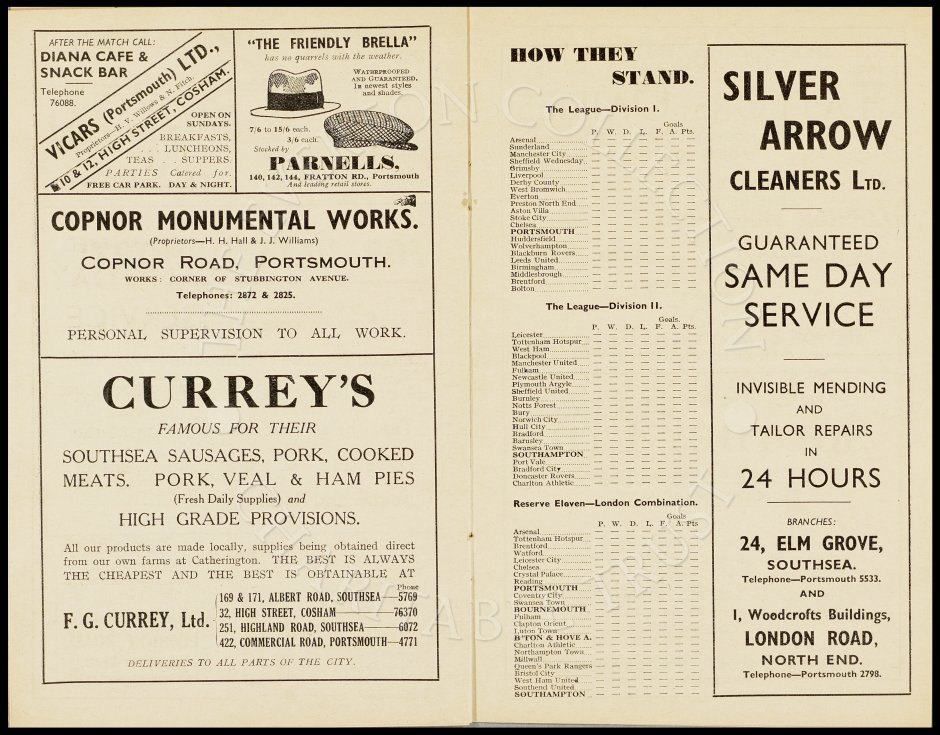 AFTER THE MATCH CALL:
DIANA CAFE &
SNACK BAR
Telephone
76088.
VICARS (Portsmouth) LTD.,
Proprietors—H. V. Willows & N. Fitch.
10 & 12, HIGH STREET, COSHAM.
OPEN ON
SUNDAYS.
BREAKFASTS,
. . . LUNCHEONS,
TEAS . . SUPPERS.
PARTIES Catered for.
FREE CAR PARK. DAY & NIGHT.
"THE FRIENDLY BRELLA"
has no quarrels with the weather.
WATERPROOFED
AND GUARANTEED.
In newest styles
and shades.
7/6 to 15/6 each.
3/6 each.
Stocked by
PARNELLS.
140, 142, 144, FRATTON RD., Portsmouth
And leading retail stores.
COPNOR MONUMENTAL WORKS.
(Proprietors—H. H. Hall & J. J. Williams)
COPNOR ROAD, PORTSMOUTH.
WORKS: CORNER OF STUBBINGTON AVENUE.
Telephones: 2872 & 2825.
PERSONAL SUPERVISION TO ALL WORK.
CURREY'S
FAMOUS FOR THEIR
SOUTHSEA SAUSAGES, PORK, COOKED
MEATS. PORK, VEAL & HAM PIES
(Fresh Daily Supplies) and
HIGH GRADE PROVISIONS.
All our products are made locally, supplies being obtained direct
from our own farms at Catherington. THE BEST IS ALWAYS
THE CHEAPEST AND THE BEST IS OBTAINABLE AT
Phone
F. G. CURREY, Ltd.
169 & 171, ALBERT ROAD, SOUTHSEA—5769
32, HIGH STREET, COSHAM—76370
251, HIGHLAND ROAD, SOUTHSEA—6072
422, COMMERCIAL ROAD, PORTSMOUTH—4771
DELIVERIES TO ALL PARTS OF THE CITY.
HOW THEY
STAND.
The League—Division I.
Goals
P. W. D. L. F. A. Pts.
Arsenal
Sunderland
Manchester City
Sheffield Wednesday
Grimsby
Liverpool
Derby County
West Bromwich
Everton
Preston North End
Aston Villa
Stoke City
Chelsea
PORTSMOUTH
Huddersfield
Wolverhampton
Blackburn Rovers
Leeds United
Birmingham
Middlesbrough
Brentford
Bolton
The League—Division II.
Goals.
P. W. D. L. F. A. Pts.
Leicester
Tottenham Hotspur
West Ham
Blackpool
Manchester United
Fulham
Newcastle United
Plymouth Argyle
Sheffield United
Burnley
Notts Forest
Bury
Norwich City
Hull City
Bradford
Barnsley
Swansea Town
SOUTHAMPTON
Port Vale
Bradford City
Doncaster Rovers
Charlton Athletic
Reserve Eleven—London Combination.
Goals
P. W. D. L. F. A. Pts.
Arsenal
Tottenham Hotspur
Brentford
Watford
Leicester City
Chelsea
Crystal Palace
Reading
PORTSMOUTH
Coventry City
Swansea Town
BOURNEMOUTH
Fulham
Clapton Orient
Luton Town
B'TON & HOVE A.
Charlton Athletic
Northampton Town
Millwall
Queen's Park Rangers
Bristol City
West Ham United
Southend United
SOUTHAMPTON
SILVER
ARROW
CLEANERS LTD.
GUARANTEED
SAME DAY
SERVICE
INVISIBLE MENDING
AND
TAILOR REPAIRS
IN
24 HOURS
BRANCHES:
24, ELM GROVE,
SOUTHSEA.
Telephone—Portsmouth 5533.
AND
1, Woodcrofts Buildings,
LONDON ROAD,
NORTH END.
Telephone—Portsmouth 2798.